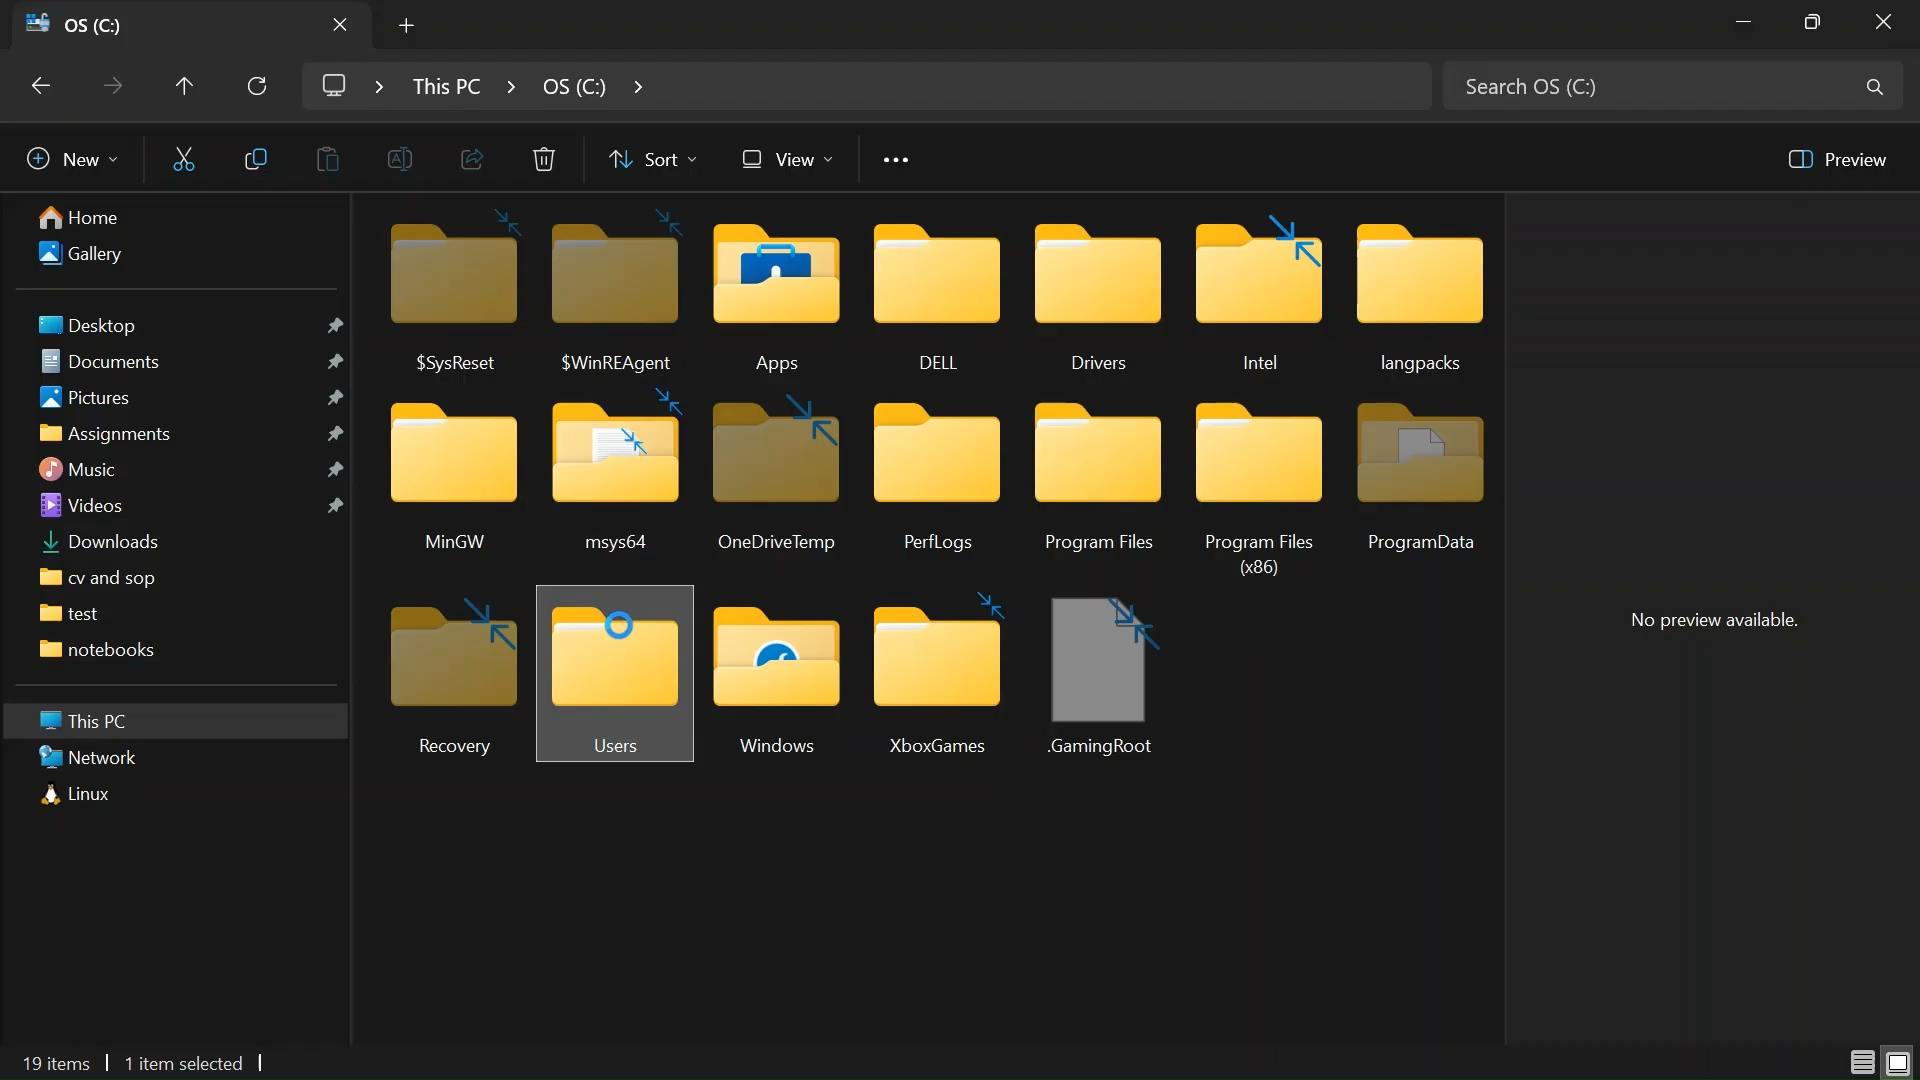 OS (C:)
This PC > OS (C:) >
Search OS (C:)
New
Sort
View
Preview
Home
Gallery
Desktop
Documents
Pictures
Assignments
Music
Videos
Downloads
cv and sop
test
notebooks
This PC
Network
Linux
$SysReset
$WinREAgent
Apps
DELL
Drivers
Intel
langpacks
MinGW
msys64
OneDriveTemp
PerfLogs
Program Files
Program Files
(x86)
ProgramData
Recovery
Users
Windows
XboxGames
.GamingRoot
No preview available.
19 items | 1 item selected |